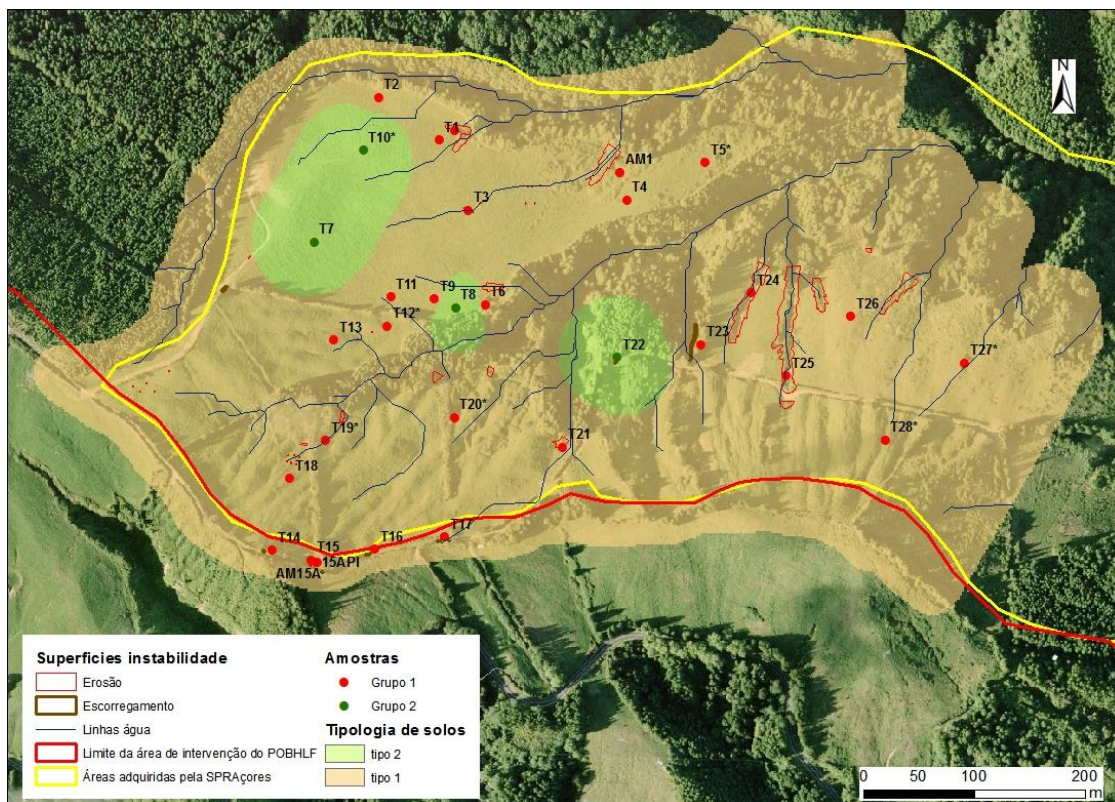 N
T2
T1
T10*
AM1
T5*
T4
T3
T7
T11
T9
T8
T6
T12*
T13
T24
T26
T23
T22
T25
T27*
T20*
T19*
T21
T28*
T18
T17
T14
T15
T16
15API
AM15A*
Superficies instabilidade
Erosão
Escorregamento
Linhas água
Limite da área de intervenção do POBHLF
Áreas adquiridas pela SPRAçores
Amostras
Grupo 1
Grupo 2
Tipologia de solos
tipo 2
tipo 1
0 50 100 200
m